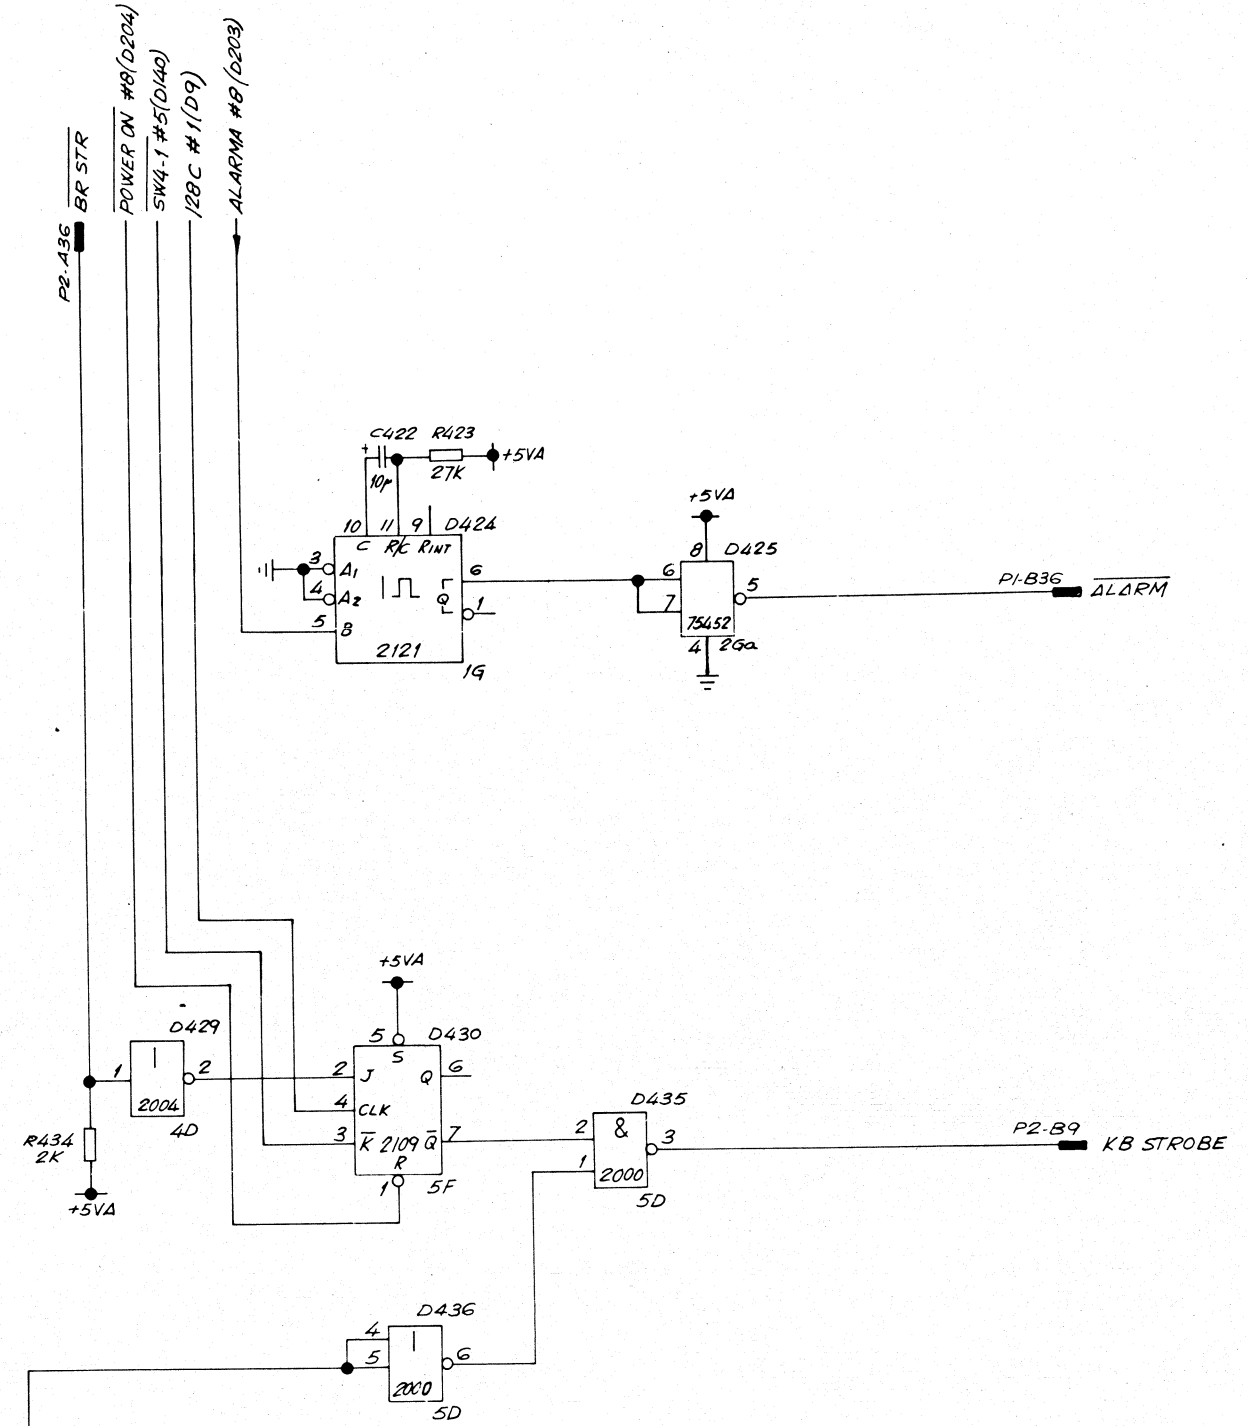 P2-A36
BR STR
POWER ON #8(D204)
SW4-1 #5(D140)
128C #1(D9)
ALARMA #8(D203)
C422 R423
+
10µ 27K +5VA
10 11 9 D424
C R/C RINT
3 A1
4 A2
5 B
Q
6
1
2121
1G
+5VA
8 D425
6
7
5
75452
4 2Ga
P1-B36 ALARM
+5VA
5 D430
S
D429
1 2
2004
4D
R434
2K
+5VA
2 J Q 6
4 CLK
3 K 2109 Q 7
R
1 5F
D435
2 &
1
3
2000
5D
P2-B9 KB STROBE
D436
4
5
6
2000
5D